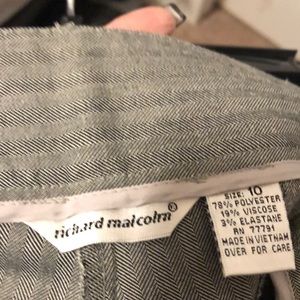 richard malcolm®
SIZE: 10
78% POLYESTER
19% VISCOSE
3% ELASTANE
RN 77791
MADE IN VIETNAM
OVER FOR CARE